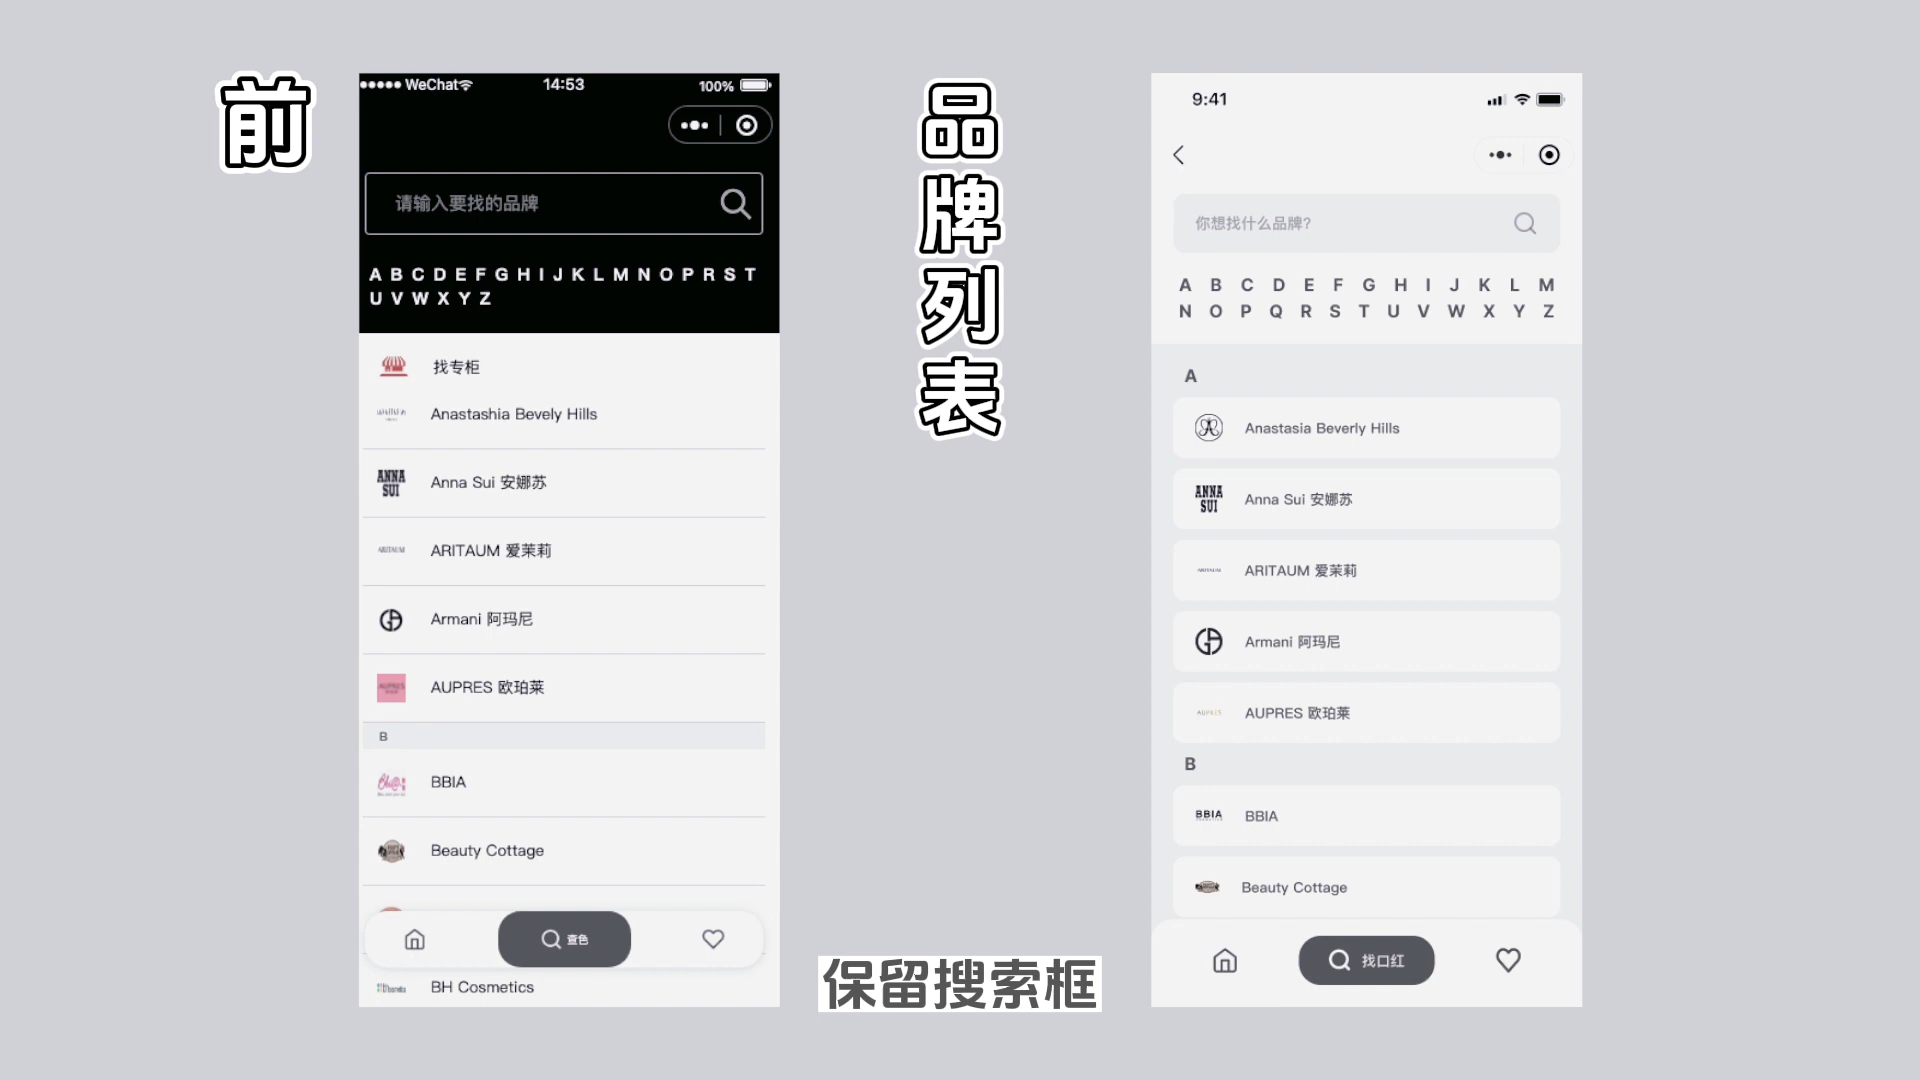 前
WeChat
14:53
100%
请输入要找的品牌
A B C D E F G H I J K L M N O P R S T
U V W X Y Z
找专柜
Anastashia Bevely Hills
ANNA
SUI
Anna Sui 安娜苏
ARITAUM
ARITAUM 爱茉莉
Armani 阿玛尼
AUPRES
AUPRES 欧珀莱
B
BBIA
Beauty Cottage
查色
BH Cosmetics
品牌列表
保留搜索框
9:41
你想找什么品牌?
A B C D E F G H I J K L M
N O P Q R S T U V W X Y Z
A
Anastasia Beverly Hills
ANNA
SUI
Anna Sui 安娜苏
ARITAUM
ARITAUM 爱茉莉
Armani 阿玛尼
AUPRES
AUPRES 欧珀莱
B
BBIA
BBIA
Beauty Cottage
找口红